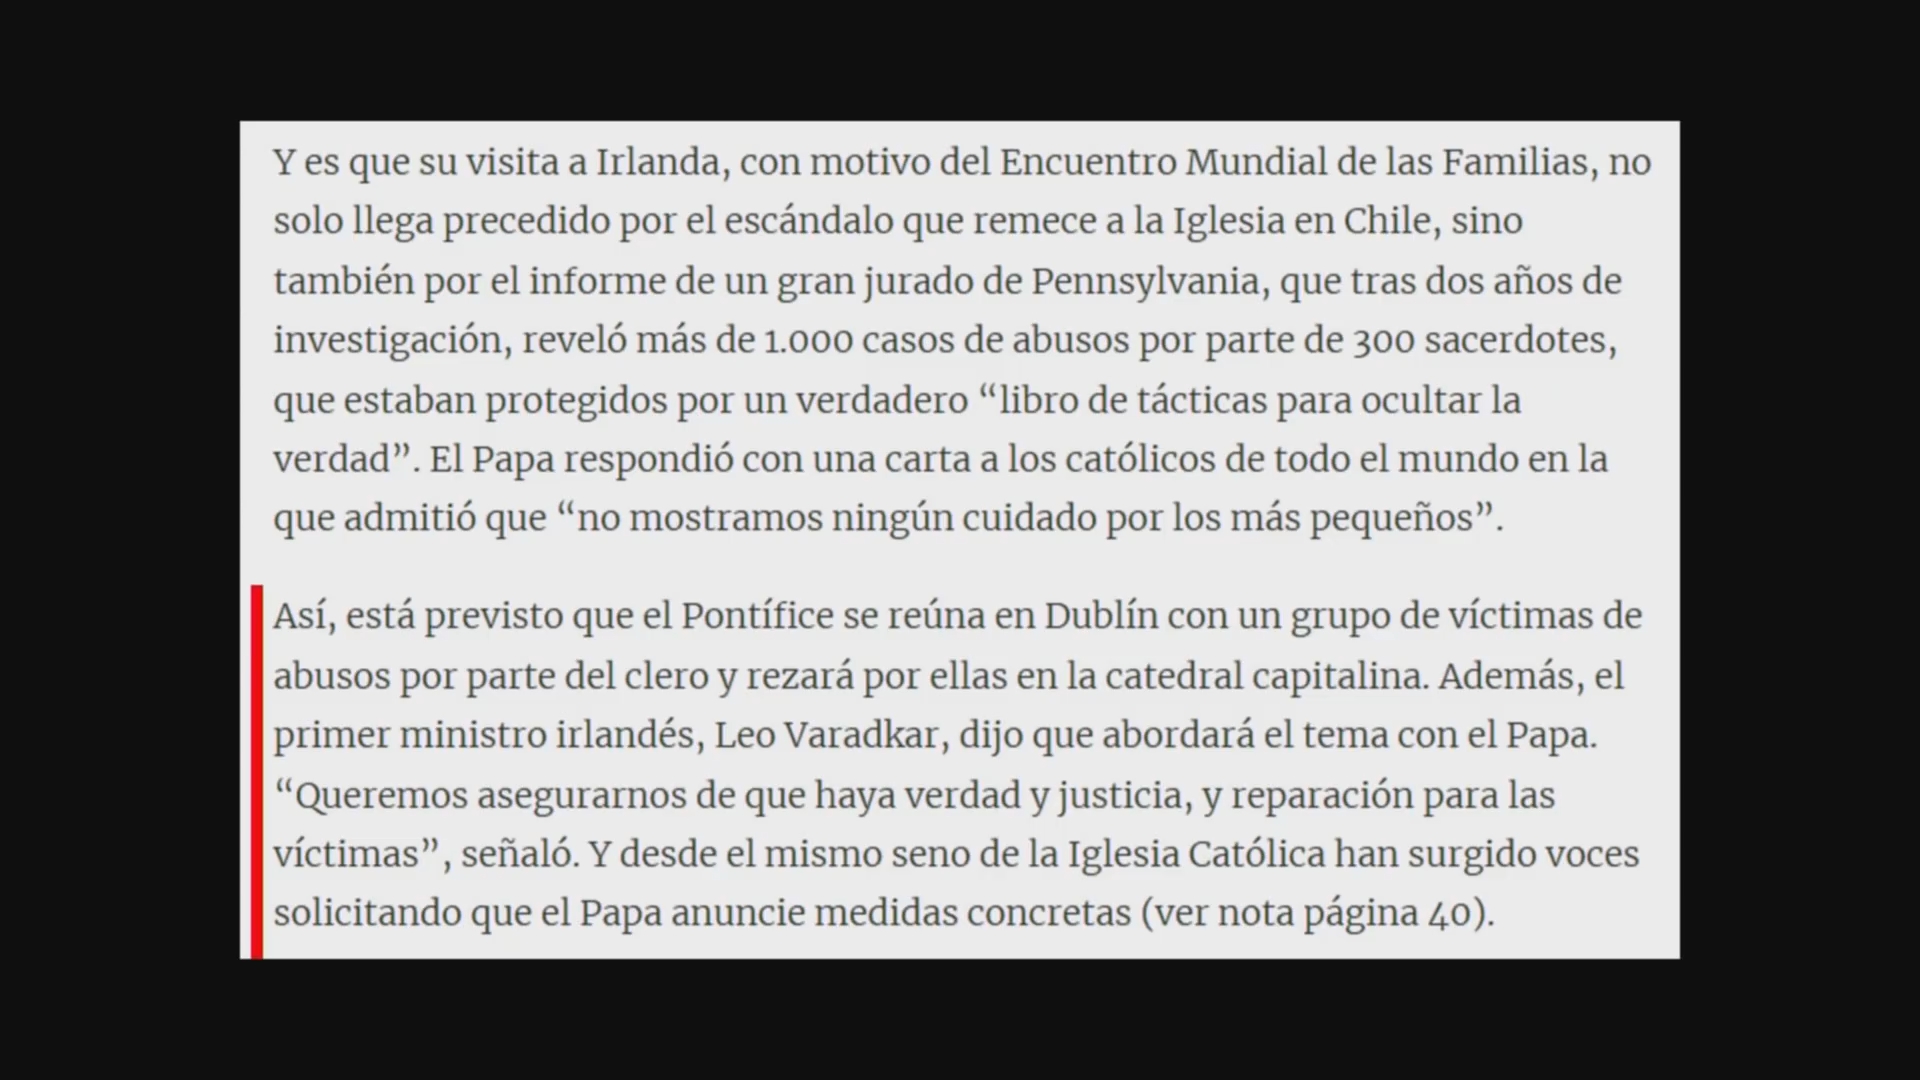 Y es que su visita a Irlanda, con motivo del Encuentro Mundial de las Familias, no
solo llega precedido por el escándalo que remece a la Iglesia en Chile, sino
también por el informe de un gran jurado de Pennsylvania, que tras dos años de
investigación, reveló más de 1.000 casos de abusos por parte de 300 sacerdotes,
que estaban protegidos por un verdadero “libro de tácticas para ocultar la
verdad”. El Papa respondió con una carta a los católicos de todo el mundo en la
que admitió que “no mostramos ningún cuidado por los más pequeños”.
Así, está previsto que el Pontífice se reúna en Dublín con un grupo de víctimas de
abusos por parte del clero y rezará por ellas en la catedral capitalina. Además, el
primer ministro irlandés, Leo Varadkar, dijo que abordará el tema con el Papa.
“Queremos asegurarnos de que haya verdad y justicia, y reparación para las
víctimas”, señaló. Y desde el mismo seno de la Iglesia Católica han surgido voces
solicitando que el Papa anuncie medidas concretas (ver nota página 40).